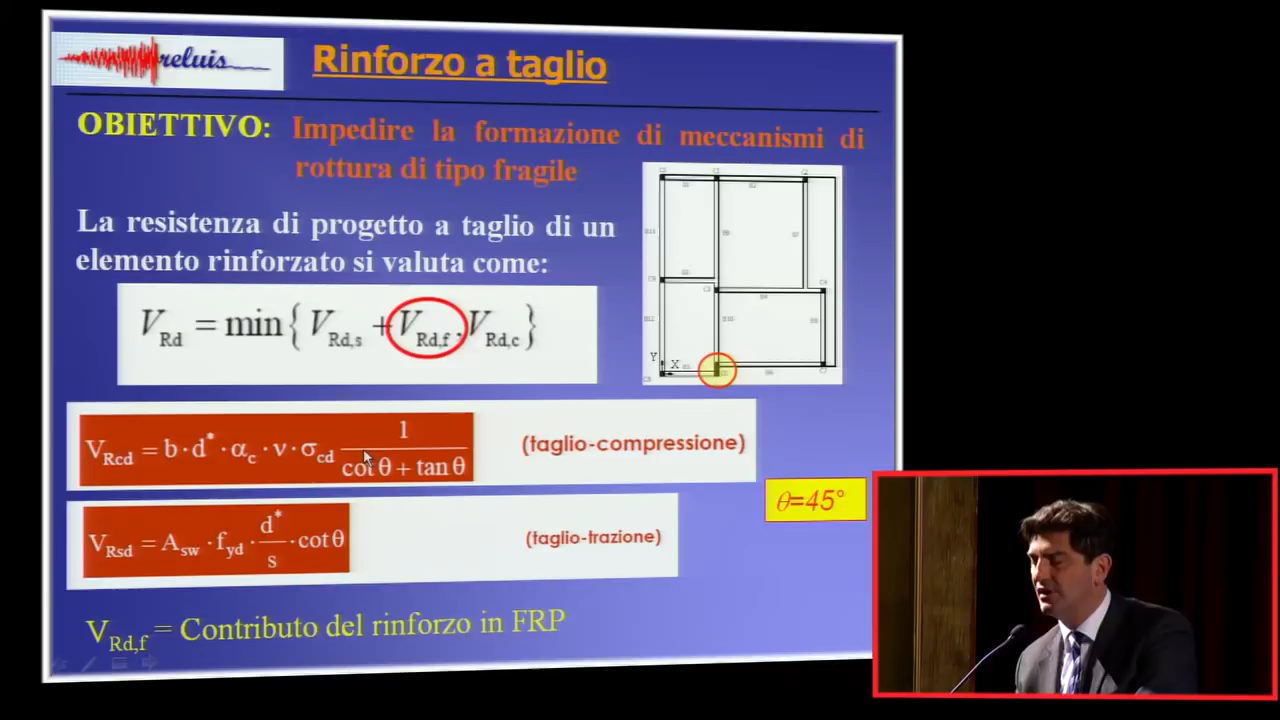 reluis
Rinforzo a taglio
OBIETTIVO: Impedire la formazione di meccanismi di
rottura di tipo fragile
La resistenza di progetto a taglio di un
elemento rinforzato si valuta come:
V_Rd = min{ V_Rd,s + V_Rd,f , V_Rd,c }
Y
X
V_Rcd = b · d* · α_c · ν · σ_cd 1 / (cot θ + tan θ) (taglio-compressione)
θ=45°
V_Rsd = A_sw · f_yd · d*/s · cot θ (taglio-trazione)
V_Rd,f = Contributo del rinforzo in FRP